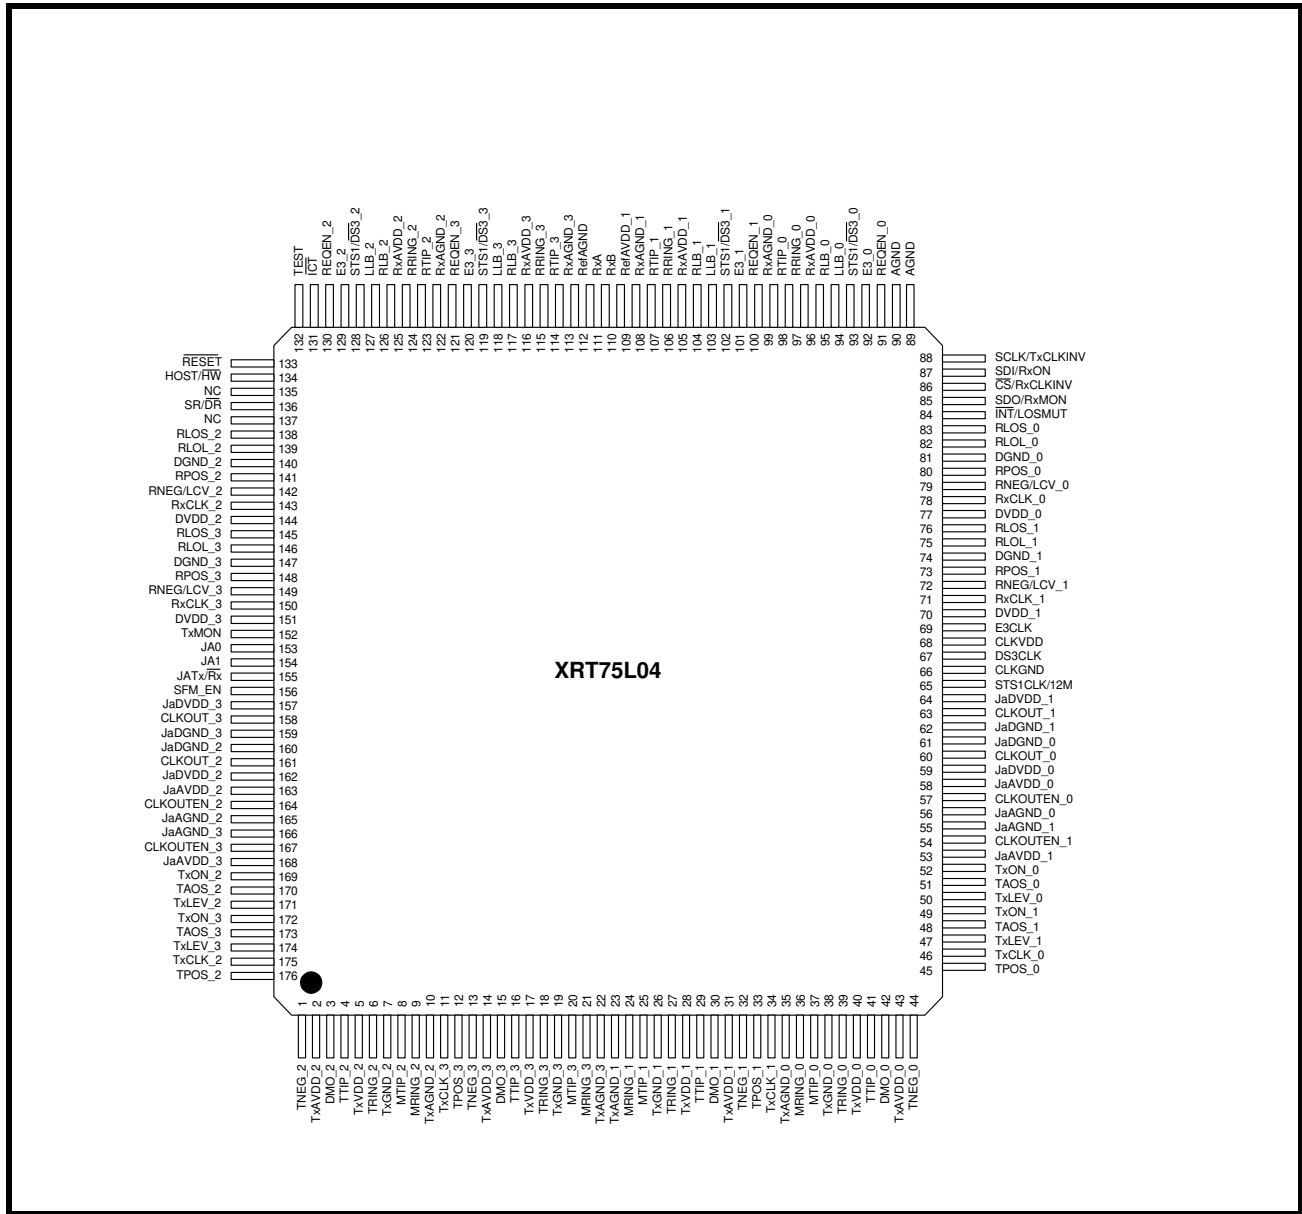 TEST
I̅C̅T̅
REQEN_2
E3_2
STS1/D̅S̅3̅_2
LLB_2
RLB_2
RxAVDD_2
RRING_2
RTIP_2
RxAGND_2
REQEN_3
E3_3
STS1/D̅S̅3̅_3
LLB_3
RLB_3
RxAVDD_3
RRING_3
RTIP_3
RxAGND_3
RefAGND
RxA
RxB
RefAVDD_1
RxAGND_1
RTIP_1
RRING_1
RxAVDD_1
RLB_1
LLB_1
STS1/D̅S̅3̅_1
E3_1
REQEN_1
RxAGND_0
RTIP_0
RRING_0
RxAVDD_0
RLB_0
LLB_0
STS1/D̅S̅3̅_0
E3_0
REQEN_0
AGND
AGND
132
131
130
129
128
127
126
125
124
123
122
121
120
119
118
117
116
115
114
113
112
111
110
109
108
107
106
105
104
103
102
101
100
99
98
97
96
95
94
93
92
91
90
89
R̅E̅S̅E̅T̅ 133
HOST/H̅W̅ 134
NC 135
SR/D̅R̅ 136
NC 137
RLOS_2 138
RLOL_2 139
DGND_2 140
RPOS_2 141
RNEG/LCV_2 142
RxCLK_2 143
DVDD_2 144
RLOS_3 145
RLOL_3 146
DGND_3 147
RPOS_3 148
RNEG/LCV_3 149
RxCLK_3 150
DVDD_3 151
TxMON 152
JA0 153
JA1 154
JATx/R̅x̅ 155
SFM_EN 156
JaDVDD_3 157
CLKOUT_3 158
JaDGND_3 159
JaDGND_2 160
CLKOUT_2 161
JaDVDD_2 162
JaAVDD_2 163
CLKOUTEN_2 164
JaAGND_2 165
JaAGND_3 166
CLKOUTEN_3 167
JaAVDD_3 168
TxON_2 169
TAOS_2 170
TxLEV_2 171
TxON_3 172
TAOS_3 173
TxLEV_3 174
TxCLK_2 175
TPOS_2 176
XRT75L04
88 SCLK/TxCLKINV
87 SDI/RxON
86 C̅S̅/RxCLKINV
85 SDO/RxMON
84 I̅N̅T̅/LOSMUT
83 RLOS_0
82 RLOL_0
81 DGND_0
80 RPOS_0
79 RNEG/LCV_0
78 RxCLK_0
77 DVDD_0
76 RLOS_1
75 RLOL_1
74 DGND_1
73 RPOS_1
72 RNEG/LCV_1
71 RxCLK_1
70 DVDD_1
69 E3CLK
68 CLKVDD
67 DS3CLK
66 CLKGND
65 STS1CLK/12M
64 JaDVDD_1
63 CLKOUT_1
62 JaDGND_1
61 JaDGND_0
60 CLKOUT_0
59 JaDVDD_0
58 JaAVDD_0
57 CLKOUTEN_0
56 JaAGND_0
55 JaAGND_1
54 CLKOUTEN_1
53 JaAVDD_1
52 TxON_0
51 TAOS_0
50 TxLEV_0
49 TxON_1
48 TAOS_1
47 TxLEV_1
46 TxCLK_0
45 TPOS_0
1
2
3
4
5
6
7
8
9
10
11
12
13
14
15
16
17
18
19
20
21
22
23
24
25
26
27
28
29
30
31
32
33
34
35
36
37
38
39
40
41
42
43
44
TNEG_2
TxAVDD_2
DMO_2
TTIP_2
TxVDD_2
TRING_2
TxGND_2
MTIP_2
MRING_2
TxAGND_2
TxCLK_3
TPOS_3
TNEG_3
TxAVDD_3
DMO_3
TTIP_3
TxVDD_3
TRING_3
TxGND_3
MTIP_3
MRING_3
TxAGND_3
TxAGND_1
MRING_1
MTIP_1
TxGND_1
TRING_1
TxVDD_1
TTIP_1
DMO_1
TxAVDD_1
TNEG_1
TPOS_1
TxCLK_1
TxAGND_0
MRING_0
MTIP_0
TxGND_0
TRING_0
TxVDD_0
TTIP_0
DMO_0
TxAVDD_0
TNEG_0